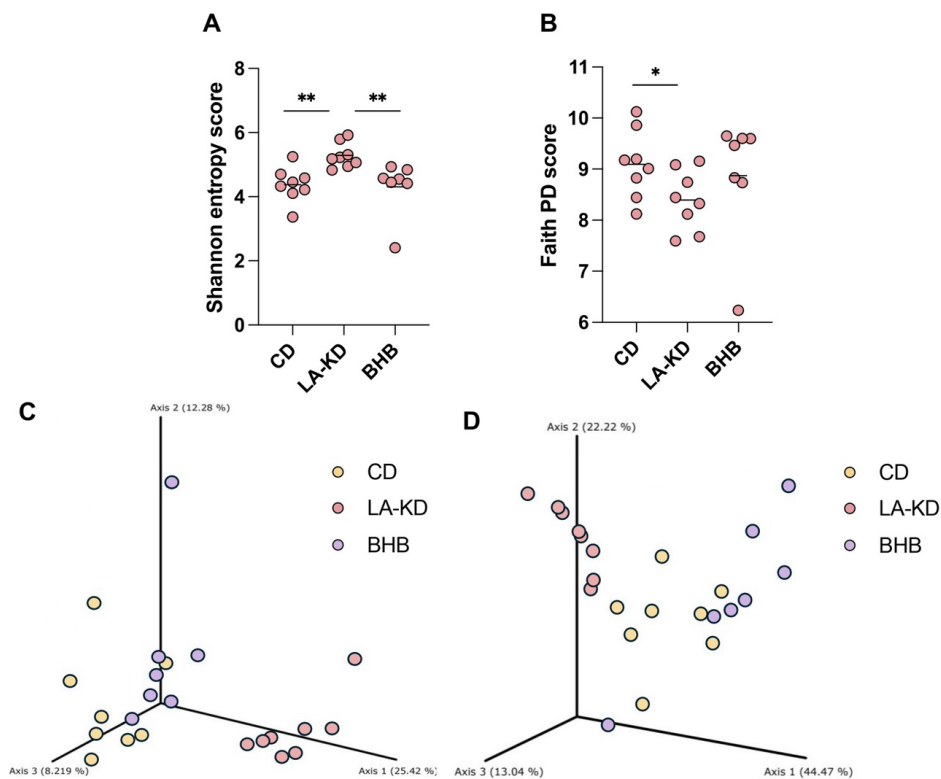 A
Shannon entropy score
8
6
4
2
0
**
**
CD
LA-KD
BHB
B
Faith PD score
11
10
9
8
7
6
*
CD
LA-KD
BHB
C
Axis 2 (12.28 %)
CD
LA-KD
BHB
Axis 3 (8.219 %)
Axis 1 (25.42 %)
D
Axis 2 (22.22 %)
CD
LA-KD
BHB
Axis 3 (13.04 %)
Axis 1 (44.47 %)